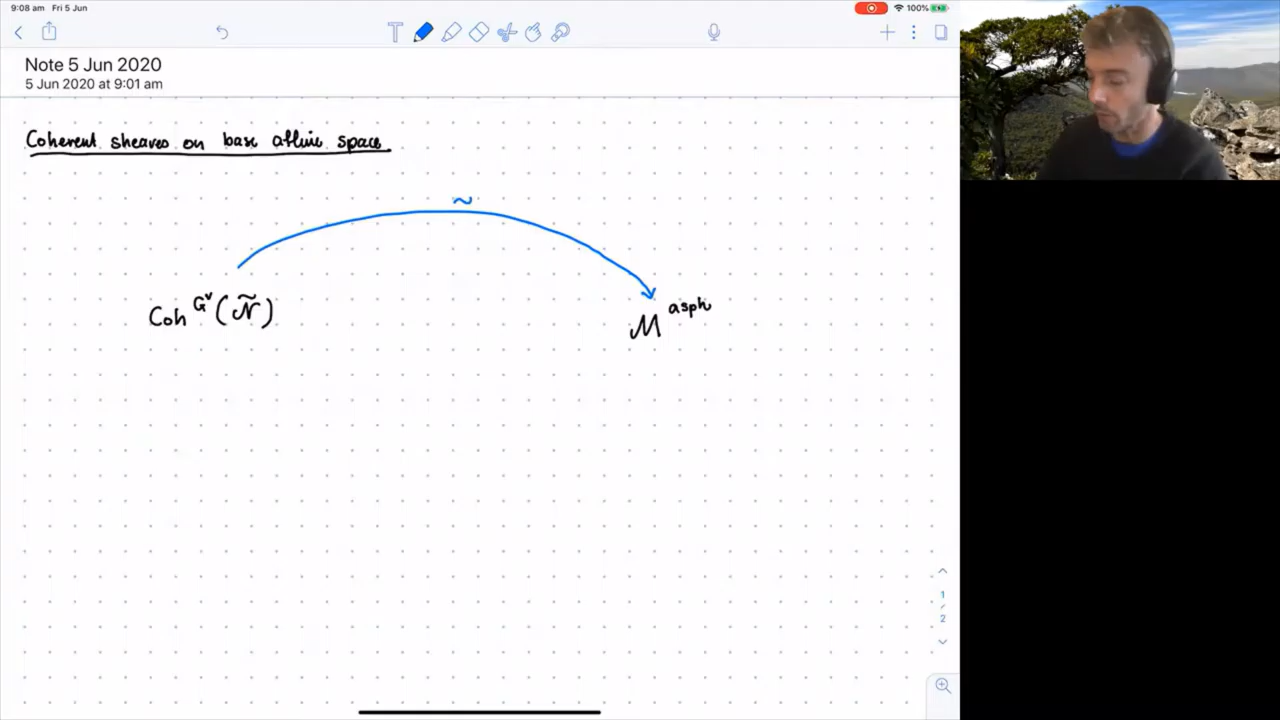 9:08 am Fri 5 Jun
100%
Note 5 Jun 2020
5 Jun 2020 at 9:01 am
Coherent sheaves on base affine space
~
Coh^{G^∨}(Ñ)
M^{asph}
1
/
2